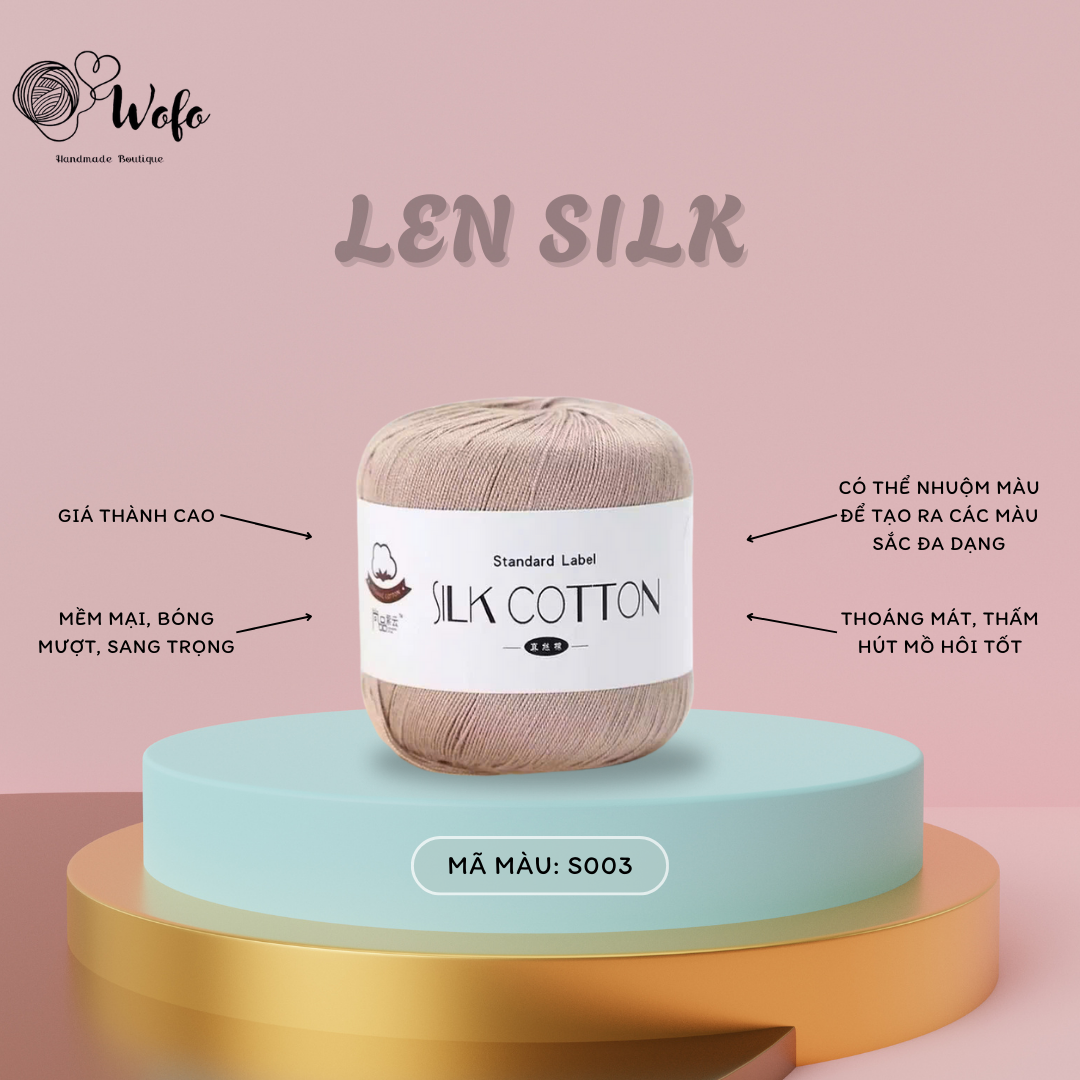 Wofo
Handmade Boutique
LEN SILK
GIÁ THÀNH CAO
MỀM MẠI, BÓNG
MƯỢT, SANG TRỌNG
CÓ THỂ NHUỘM MÀU
ĐỂ TẠO RA CÁC MÀU
SẮC ĐA DẠNG
THOÁNG MÁT, THẤM
HÚT MỒ HÔI TỐT
Standard Label
SILK COTTON
MÃ MÀU: S003